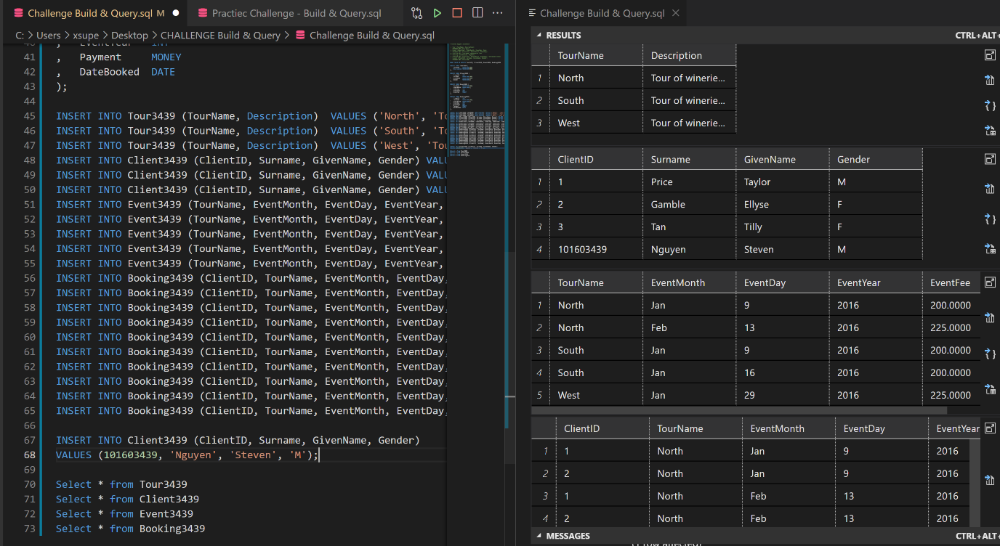 Challenge Build & Query.sql M
Practiec Challenge - Build & Query.sql
C: > Users > xsupe > Desktop > CHALLENGE Build & Query > Challenge Build & Query.sql
41 , Payment MONEY
42 , DateBooked DATE
43 );
44
45 INSERT INTO Tour3439 (TourName, Description) VALUES ('North', 'To
46 INSERT INTO Tour3439 (TourName, Description) VALUES ('South', 'T
47 INSERT INTO Tour3439 (TourName, Description) VALUES ('West', 'Tou
48 INSERT INTO Client3439 (ClientID, Surname, GivenName, Gender) VALU
49 INSERT INTO Client3439 (ClientID, Surname, GivenName, Gender) VALU
50 INSERT INTO Client3439 (ClientID, Surname, GivenName, Gender) VALU
51 INSERT INTO Event3439 (TourName, EventMonth, EventDay, EventYear,
52 INSERT INTO Event3439 (TourName, EventMonth, EventDay, EventYear,
53 INSERT INTO Event3439 (TourName, EventMonth, EventDay, EventYear,
54 INSERT INTO Event3439 (TourName, EventMonth, EventDay, EventYear,
55 INSERT INTO Event3439 (TourName, EventMonth, EventDay, EventYear,
56 INSERT INTO Booking3439 (ClientID, TourName, EventMonth, EventDay,
57 INSERT INTO Booking3439 (ClientID, TourName, EventMonth, EventDay,
58 INSERT INTO Booking3439 (ClientID, TourName, EventMonth, EventDay,
59 INSERT INTO Booking3439 (ClientID, TourName, EventMonth, EventDay,
60 INSERT INTO Booking3439 (ClientID, TourName, EventMonth, EventDay,
61 INSERT INTO Booking3439 (ClientID, TourName, EventMonth, EventDay,
62 INSERT INTO Booking3439 (ClientID, TourName, EventMonth, EventDay,
63 INSERT INTO Booking3439 (ClientID, TourName, EventMonth, EventDay,
64 INSERT INTO Booking3439 (ClientID, TourName, EventMonth, EventDay,
65 INSERT INTO Booking3439 (ClientID, TourName, EventMonth, EventDay,
66
67 INSERT INTO Client3439 (ClientID, Surname, GivenName, Gender)
68 VALUES (101603439, 'Nguyen', 'Steven', 'M');
69
70 Select * from Tour3439
71 Select * from Client3439
72 Select * from Event3439
73 Select * from Booking3439
Challenge Build & Query.sql
RESULTS CTRL+ALT+
TourName Description
1 North Tour of winerie...
2 South Tour of winerie...
3 West Tour of winerie...
ClientID Surname GivenName Gender
1 1 Price Taylor M
2 2 Gamble Ellyse F
3 3 Tan Tilly F
4 101603439 Nguyen Steven M
TourName EventMonth EventDay EventYear EventFee
1 North Jan 9 2016 200.0000
2 North Feb 13 2016 225.0000
3 South Jan 9 2016 200.0000
4 South Jan 16 2016 200.0000
5 West Jan 29 2016 225.0000
ClientID TourName EventMonth EventDay EventYear
1 1 North Jan 9 2016
2 2 North Jan 9 2016
3 1 North Feb 13 2016
4 2 North Feb 13 2016
MESSAGES CTRL+ALT+